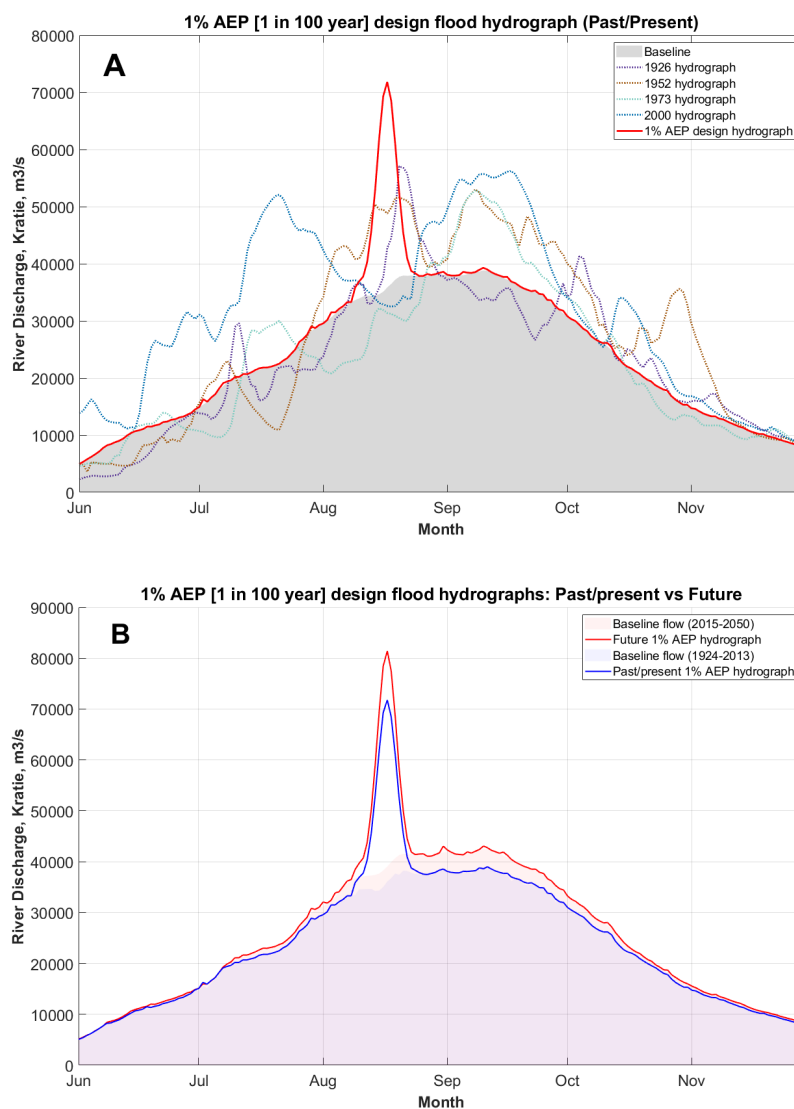 1% AEP [1 in 100 year] design flood hydrograph (Past/Present)
80000
70000
60000
50000
40000
30000
20000
10000
0
River Discharge, Kratie, m3/s
A
Baseline
1926 hydrograph
1952 hydrograph
1973 hydrograph
2000 hydrograph
1% AEP design hydrograph
Jun Jul Aug Sep Oct Nov
Month
1% AEP [1 in 100 year] design flood hydrographs: Past/present vs Future
90000
80000
70000
60000
50000
40000
30000
20000
10000
0
River Discharge, Kratie, m3/s
B
Baseline flow (2015-2050)
Future 1% AEP hydrograph
Baseline flow (1924-2013)
Past/present 1% AEP hydrograph
Jun Jul Aug Sep Oct Nov
Month